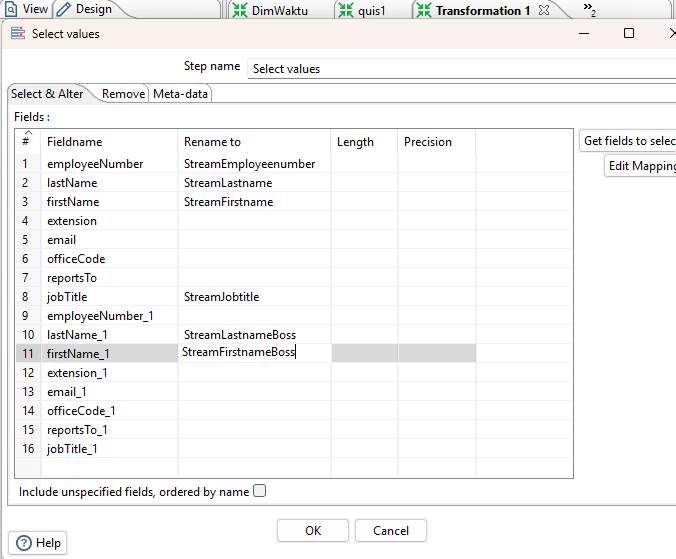 View Design DimWaktu quis1 Transformation 1 »2
Select values
Step name Select values
Select & Alter Remove Meta-data
Fields :
# Fieldname Rename to Length Precision
Get fields to selec
1 employeeNumber StreamEmployeenumber
Edit Mapping
2 lastName StreamLastname
3 firstName StreamFirstname
4 extension
5 email
6 officeCode
7 reportsTo
8 jobTitle StreamJobtitle
9 employeeNumber_1
10 lastName_1 StreamLastnameBoss
11 firstName_1 StreamFirstnameBoss
12 extension_1
13 email_1
14 officeCode_1
15 reportsTo_1
16 jobTitle_1
Include unspecified fields, ordered by name
OK Cancel
Help